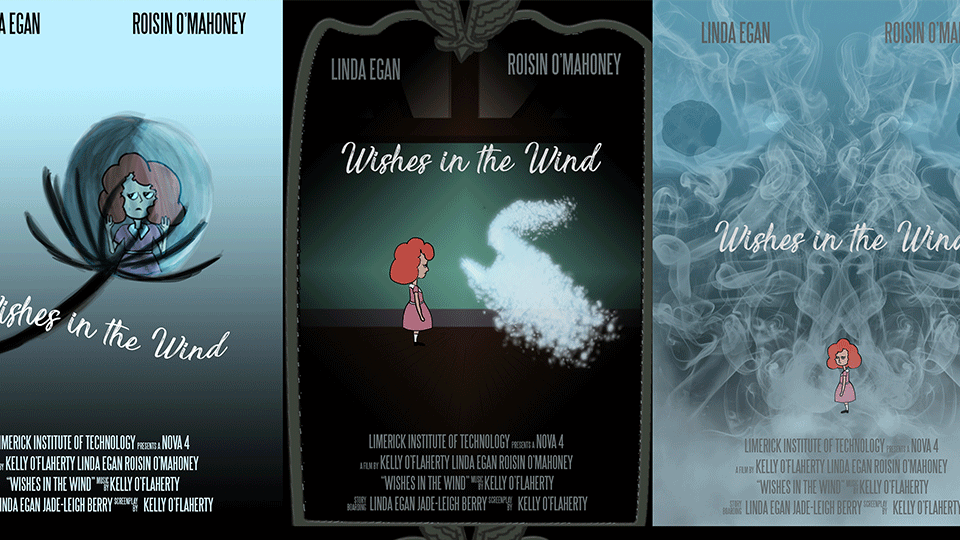 A EGAN ROISIN O'MAHONEY
Wishes in the Wind
LIMERICK INSTITUTE OF TECHNOLOGY PRESENTS A NOVA 4
BY KELLY O'FLAHERTY LINDA EGAN ROISIN O'MAHONEY
"WISHES IN THE WIND" MUSIC BY KELLY O'FLAHERTY
LINDA EGAN JADE-LEIGH BERRY SCREENPLAY BY KELLY O'FLAHERTY
LINDA EGAN ROISIN O'MAHONEY
Wishes in the Wind
LIMERICK INSTITUTE OF TECHNOLOGY PRESENTS A NOVA 4
A FILM BY KELLY O'FLAHERTY LINDA EGAN ROISIN O'MAHONEY
"WISHES IN THE WIND" MUSIC BY KELLY O'FLAHERTY
STORY BOARDING LINDA EGAN JADE-LEIGH BERRY SCREENPLAY BY KELLY O'FLAHERTY
LINDA EGAN ROISIN O'MA
Wishes in the Wind
LIMERICK INSTITUTE OF TECHNOLOGY PRESENTS A NOVA 4
A FILM BY KELLY O'FLAHERTY LINDA EGAN ROISIN O'MAHONEY
"WISHES IN THE WIND" MUSIC BY KELLY O'FLAHERTY
STORY BOARDING LINDA EGAN JADE-LEIGH BERRY SCREENPLAY BY KELLY O'FLAHERT